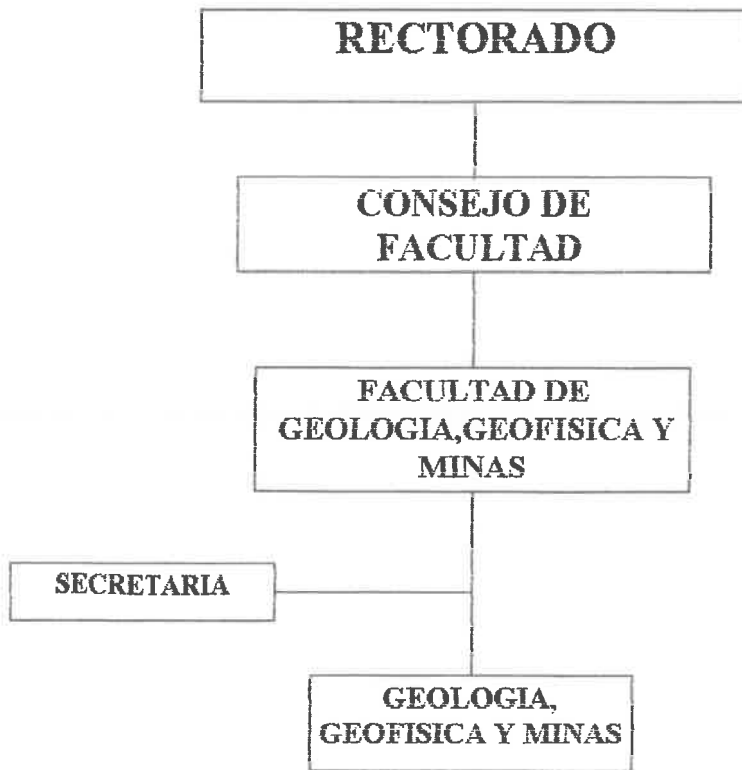 RECTORADO
CONSEJO DE
FACULTAD
FACULTAD DE
GEOLOGIA,GEOFISICA Y
MINAS
SECRETARIA
GEOLOGIA,
GEOFISICA Y MINAS